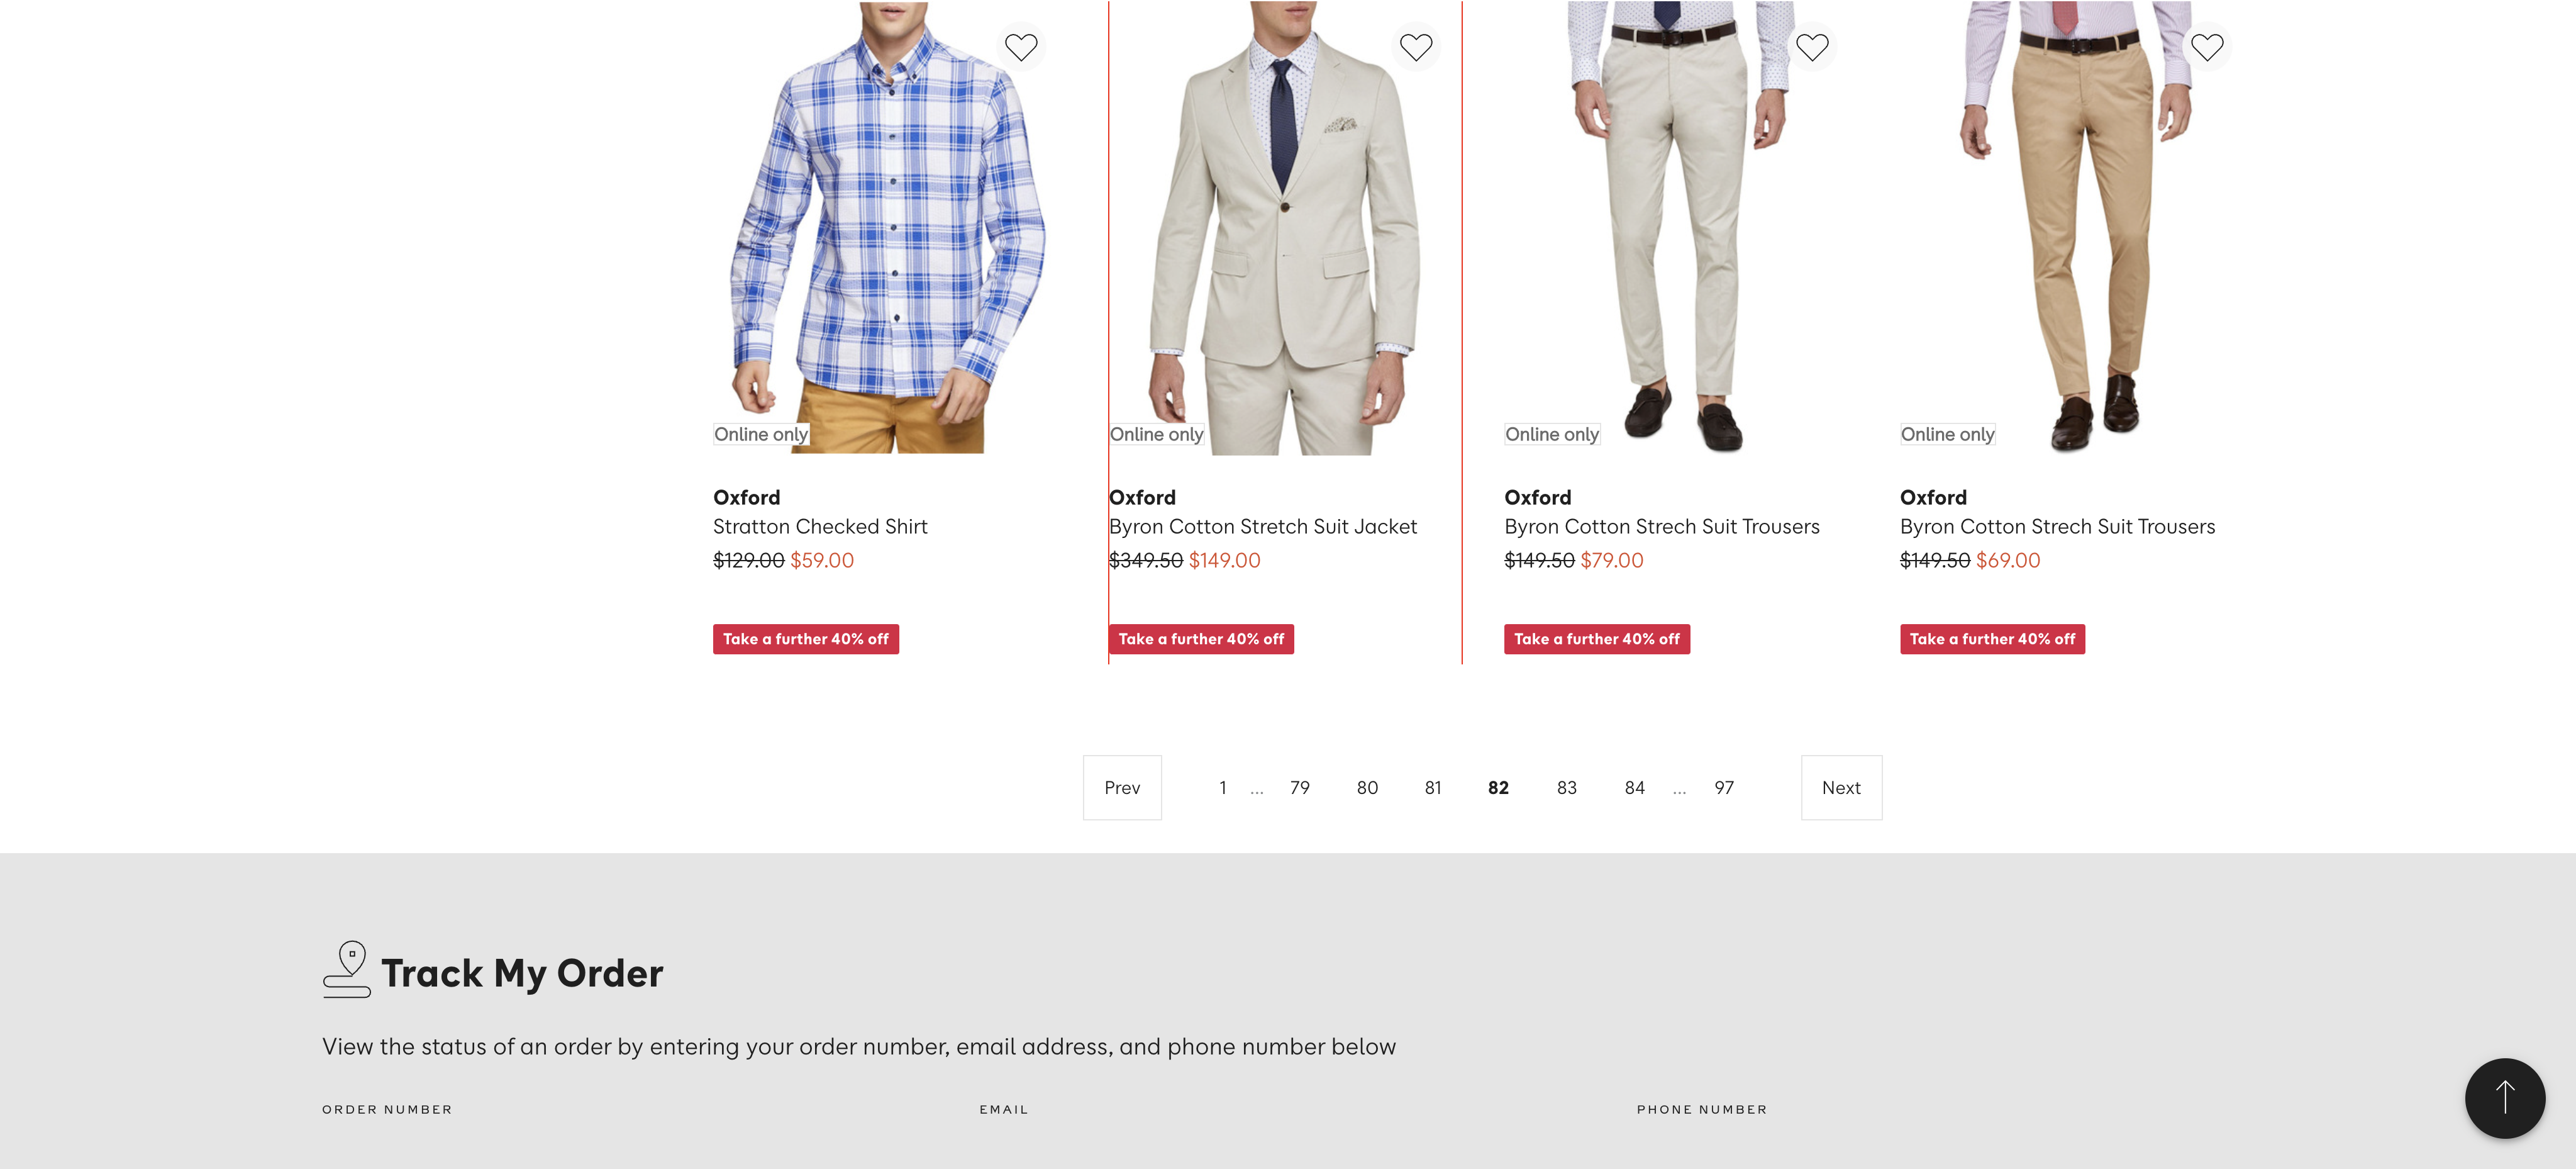 Online only
Online only
Online only
Online only
Oxford
Stratton Checked Shirt
$129.00 $59.00
Take a further 40% off
Oxford
Byron Cotton Stretch Suit Jacket
$349.50 $149.00
Take a further 40% off
Oxford
Byron Cotton Strech Suit Trousers
$149.50 $79.00
Take a further 40% off
Oxford
Byron Cotton Strech Suit Trousers
$149.50 $69.00
Take a further 40% off
Prev 1 ... 79 80 81 82 83 84 ... 97 Next
Track My Order
View the status of an order by entering your order number, email address, and phone number below
ORDER NUMBER
EMAIL
PHONE NUMBER